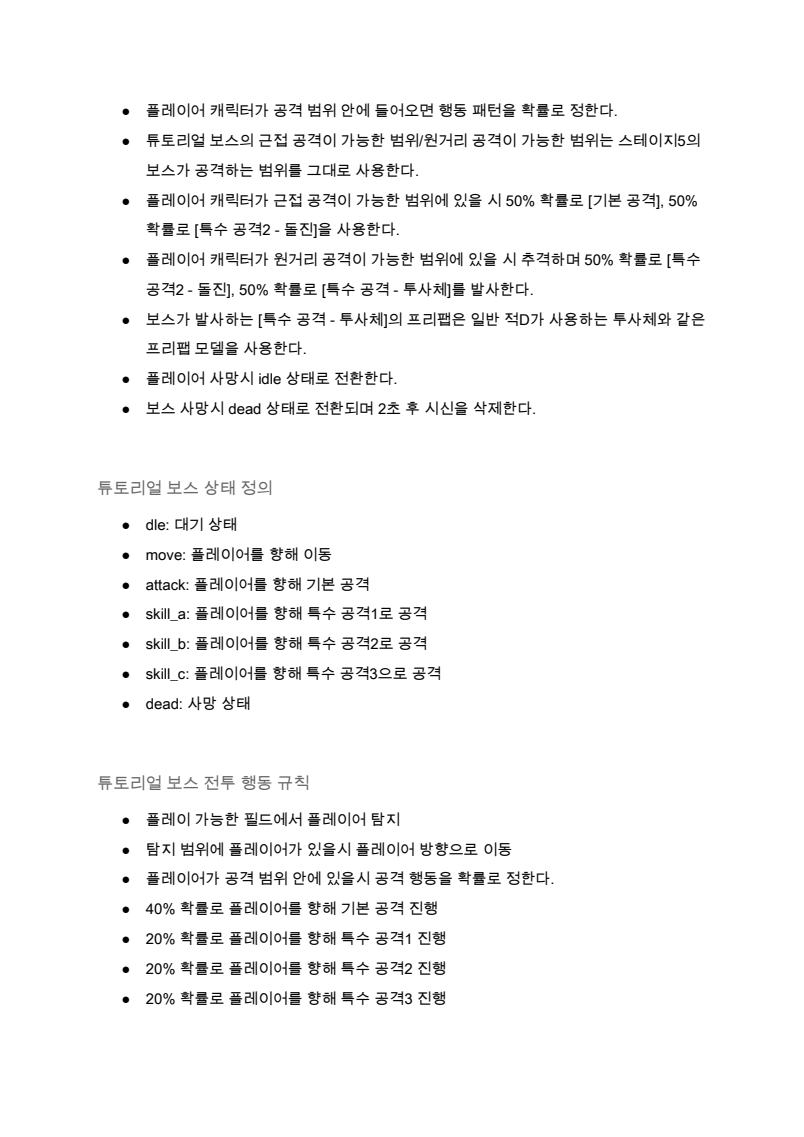 ● 플레이어 캐릭터가 공격 범위 안에 들어오면 행동 패턴을 확률로 정한다.
● 튜토리얼 보스의 근접 공격이 가능한 범위/원거리 공격이 가능한 범위는 스테이지5의
보스가 공격하는 범위를 그대로 사용한다.
● 플레이어 캐릭터가 근접 공격이 가능한 범위에 있을 시 50% 확률로 [기본 공격], 50%
확률로 [특수 공격2 - 돌진]을 사용한다.
● 플레이어 캐릭터가 원거리 공격이 가능한 범위에 있을 시 추격하며 50% 확률로 [특수
공격2 - 돌진], 50% 확률로 [특수 공격 - 투사체]를 발사한다.
● 보스가 발사하는 [특수 공격 - 투사체]의 프리팹은 일반 적D가 사용하는 투사체와 같은
프리팹 모델을 사용한다.
● 플레이어 사망시 idle 상태로 전환한다.
● 보스 사망시 dead 상태로 전환되며 2초 후 시신을 삭제한다.
튜토리얼 보스 상태 정의
● dle: 대기 상태
● move: 플레이어를 향해 이동
● attack: 플레이어를 향해 기본 공격
● skill_a: 플레이어를 향해 특수 공격1로 공격
● skill_b: 플레이어를 향해 특수 공격2로 공격
● skill_c: 플레이어를 향해 특수 공격3으로 공격
● dead: 사망 상태
튜토리얼 보스 전투 행동 규칙
● 플레이 가능한 필드에서 플레이어 탐지
● 탐지 범위에 플레이어가 있을시 플레이어 방향으로 이동
● 플레이어가 공격 범위 안에 있을시 공격 행동을 확률로 정한다.
● 40% 확률로 플레이어를 향해 기본 공격 진행
● 20% 확률로 플레이어를 향해 특수 공격1 진행
● 20% 확률로 플레이어를 향해 특수 공격2 진행
● 20% 확률로 플레이어를 향해 특수 공격3 진행